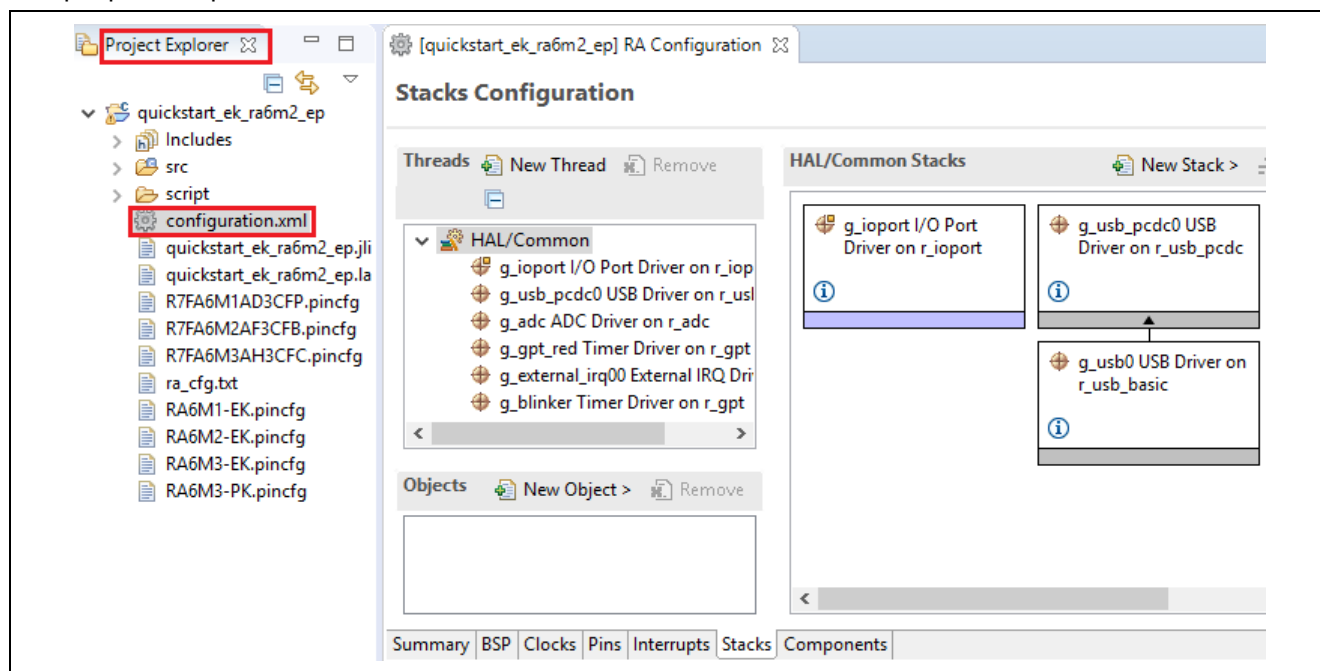 Project Explorer
quickstart_ek_ra6m2_ep
Includes
src
script
configuration.xml
quickstart_ek_ra6m2_ep.jli
quickstart_ek_ra6m2_ep.la
R7FA6M1AD3CFP.pincfg
R7FA6M2AF3CFB.pincfg
R7FA6M3AH3CFC.pincfg
ra_cfg.txt
RA6M1-EK.pincfg
RA6M2-EK.pincfg
RA6M3-EK.pincfg
RA6M3-PK.pincfg
[quickstart_ek_ra6m2_ep] RA Configuration
Stacks Configuration
Threads New Thread Remove
HAL/Common
g_ioport I/O Port Driver on r_iop
g_usb_pcdc0 USB Driver on r_usl
g_adc ADC Driver on r_adc
g_gpt_red Timer Driver on r_gpt
g_external_irq00 External IRQ Dri
g_blinker Timer Driver on r_gpt
Objects New Object > Remove
HAL/Common Stacks New Stack >
g_ioport I/O Port
Driver on r_ioport
g_usb_pcdc0 USB
Driver on r_usb_pcdc
g_usb0 USB Driver on
r_usb_basic
Summary BSP Clocks Pins Interrupts Stacks Components